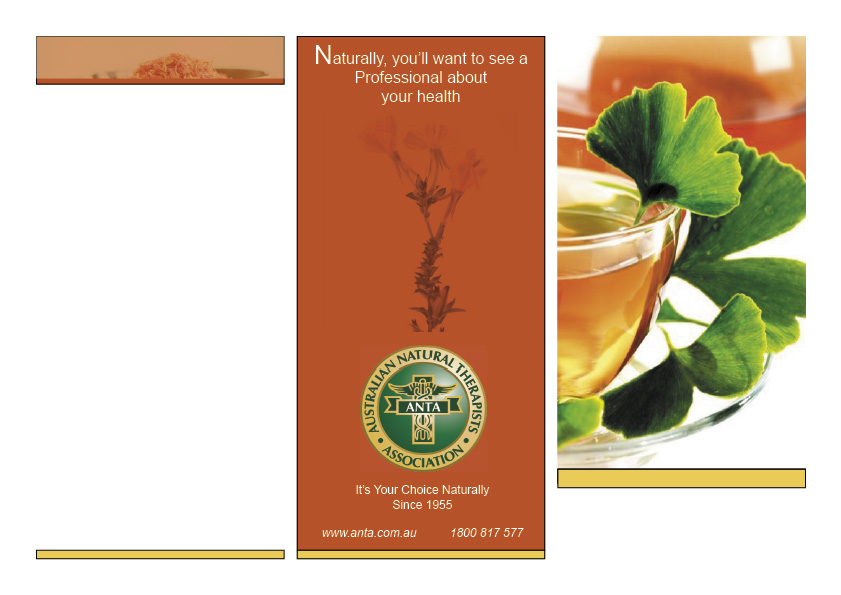 Naturally, you'll want to see a
Professional about
your health
AUSTRALIAN NATURAL THERAPISTS
ANTA
• ASSOCIATION •
It's Your Choice Naturally
Since 1955
www.anta.com.au 1800 817 577